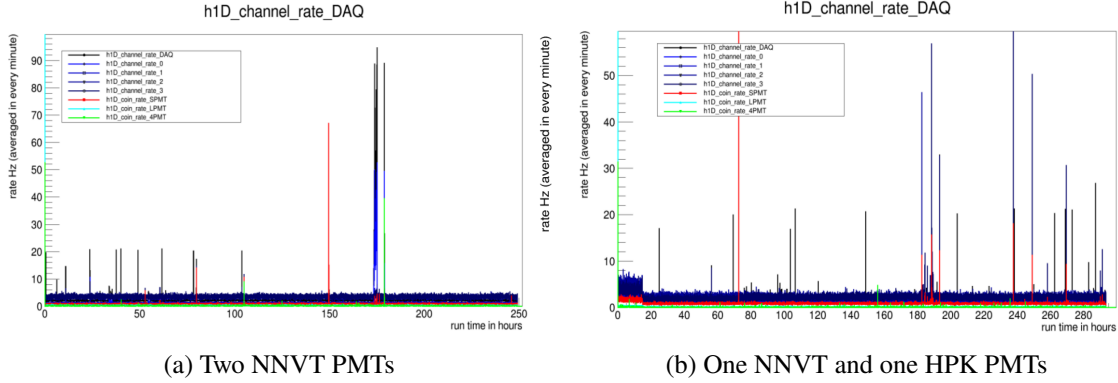 h1D_channel_rate_DAQ
rate Hz (averaged in every minute)
90
80
70
60
50
40
30
20
10
0
h1D_channel_rate_DAQ
h1D_channel_rate_0
h1D_channel_rate_1
h1D_channel_rate_2
h1D_channel_rate_3
h1D_coin_rate_SPMT
h1D_coin_rate_LPMT
h1D_coin_rate_4PMT
0 50 100 150 200 250
run time in hours
(a) Two NNVT PMTs
h1D_channel_rate_DAQ
rate Hz (averaged in every minute)
50
40
30
20
10
0
h1D_channel_rate_DAQ
h1D_channel_rate_0
h1D_channel_rate_1
h1D_channel_rate_2
h1D_channel_rate_3
h1D_coin_rate_SPMT
h1D_coin_rate_LPMT
h1D_coin_rate_4PMT
0 20 40 60 80 100 120 140 160 180 200 220 240 260 280
run time in hours
(b) One NNVT and one HPK PMTs